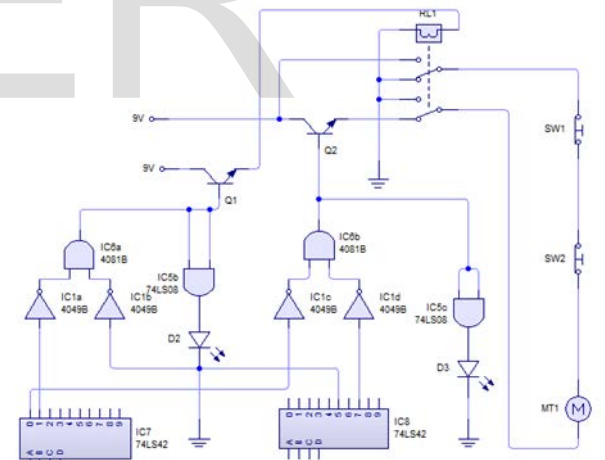 ER
RL1
9V
Q2
SW1
9V
Q1
IC6a
4081B
IC6b
4081B
SW2
IC5b
74LS08
IC1a
4049B
IC1b
4049B
IC1c
4049B
IC1d
4049B
IC5c
74LS08
D2
D3
MT1
M
0 1 2 3 4 5 6 7 8 9
A B C D
IC7
74LS42
0 1 2 3 4 5 6 7 8 9
A B C D
IC8
74LS42